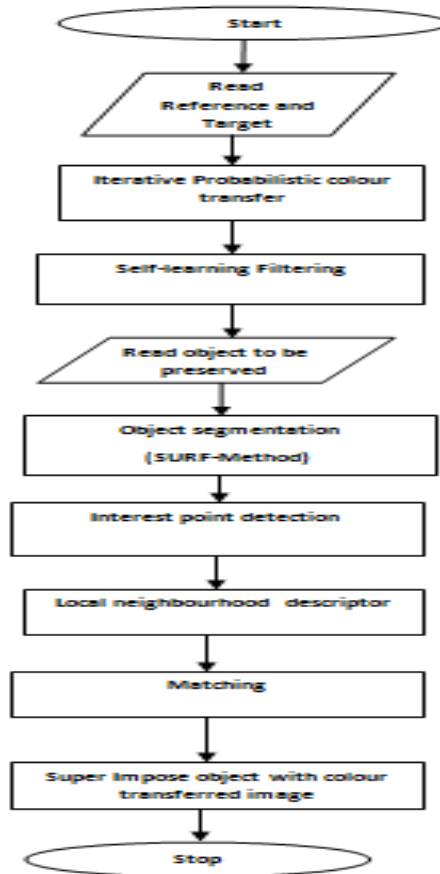 Start
Read
Reference and
Target
Iterative Probabilistic colour
transfer
Self-learning Filtering
Read object to be
preserved
Object segmentation
(SURF-Method)
Interest point detection
Local neighbourhood descriptor
Matching
Super Impose object with colour
transferred image
Stop